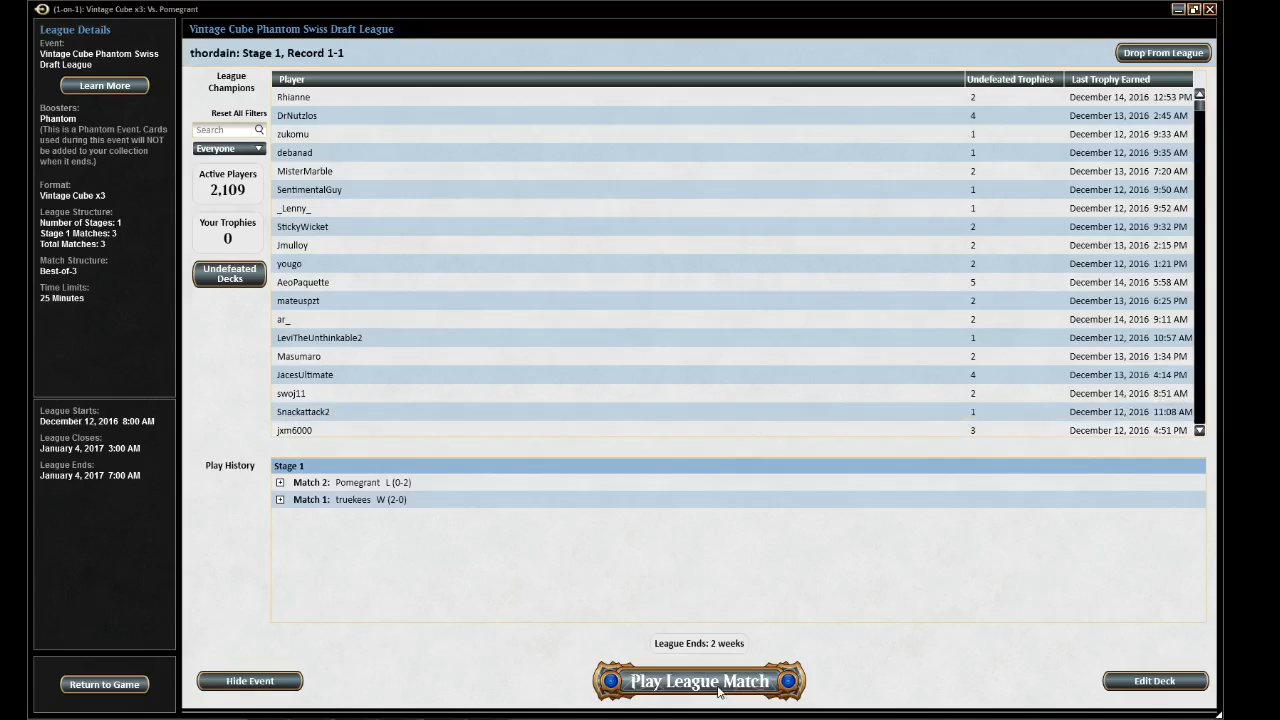 (1-on-1): Vintage Cube x3: Vs. Pomegrant
League Details
Event:
Vintage Cube Phantom Swiss
Draft League
Learn More
Boosters:
Phantom
(This is a Phantom Event. Cards
used during this event will NOT
be added to your collection
when it ends.)
Format:
Vintage Cube x3
League Structure:
Number of Stages: 1
Stage 1 Matches: 3
Total Matches: 3
Match Structure:
Best-of-3
Time Limits:
25 Minutes
League Starts:
December 12, 2016 8:00 AM
League Closes:
January 4, 2017 3:00 AM
League Ends:
January 4, 2017 7:00 AM
Return to Game
Vintage Cube Phantom Swiss Draft League
thordain: Stage 1, Record 1-1
Drop From League
League
Champions
Reset All Filters
Search
Everyone
Active Players
2,109
Your Trophies
0
Undefeated
Decks
Player Undefeated Trophies Last Trophy Earned
Rhianne 2 December 14, 2016 12:53 PM
DrNutzlos 4 December 13, 2016 2:45 AM
zukomu 1 December 12, 2016 9:33 AM
debanad 1 December 12, 2016 9:35 AM
MisterMarble 2 December 13, 2016 7:20 AM
SentimentalGuy 1 December 12, 2016 9:50 AM
_Lenny_ 1 December 12, 2016 9:52 AM
StickyWicket 2 December 12, 2016 9:32 PM
Jmulloy 2 December 13, 2016 2:15 PM
yougo 2 December 12, 2016 1:21 PM
AeoPaquette 5 December 14, 2016 5:58 AM
mateuspzt 2 December 13, 2016 6:25 PM
ar_ 2 December 14, 2016 9:11 AM
LeviTheUnthinkable2 1 December 12, 2016 10:57 AM
Masumaro 2 December 13, 2016 1:34 PM
JacesUltimate 4 December 13, 2016 4:14 PM
swoj11 2 December 14, 2016 8:51 AM
Snackattack2 1 December 12, 2016 11:08 AM
jxm6000 3 December 12, 2016 4:51 PM
Play History
Stage 1
Match 2: Pomegrant L (0-2)
Match 1: truekees W (2-0)
League Ends: 2 weeks
Hide Event
Play League Match
Edit Deck